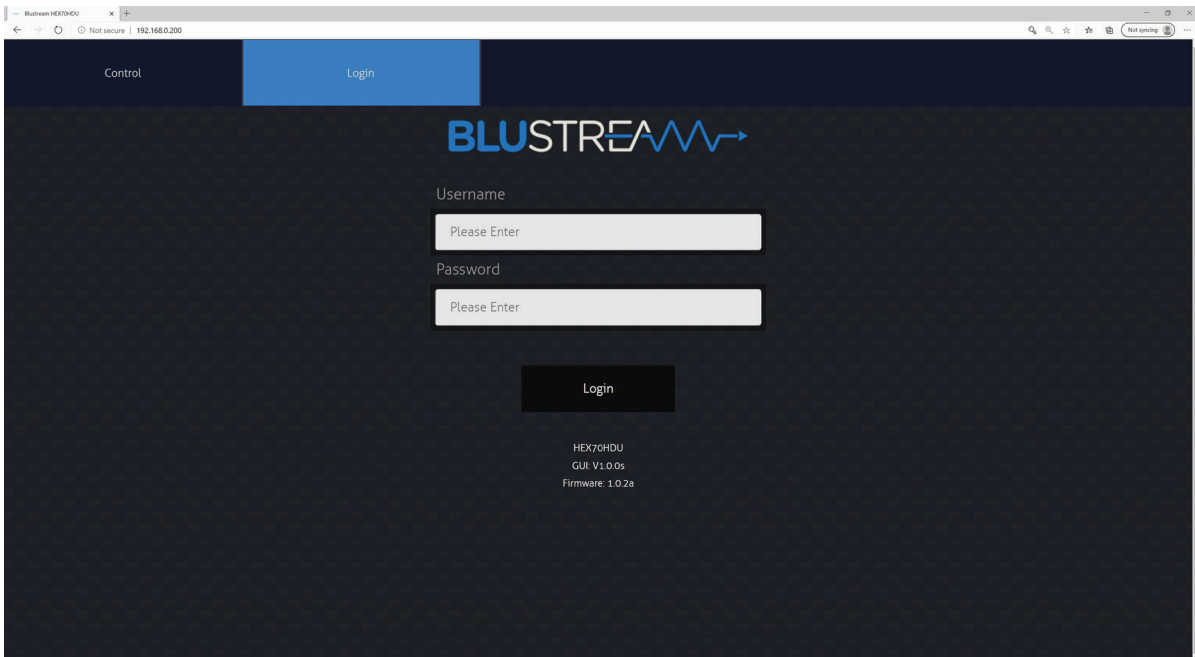 Blustream HEX70HDU
Not secure | 192.168.0.200
Not syncing
Control
Login
BLUSTREAM
Username
Please Enter
Password
Please Enter
Login
HEX70HDU
GUI: V1.0.0s
Firmware: 1.0.2a